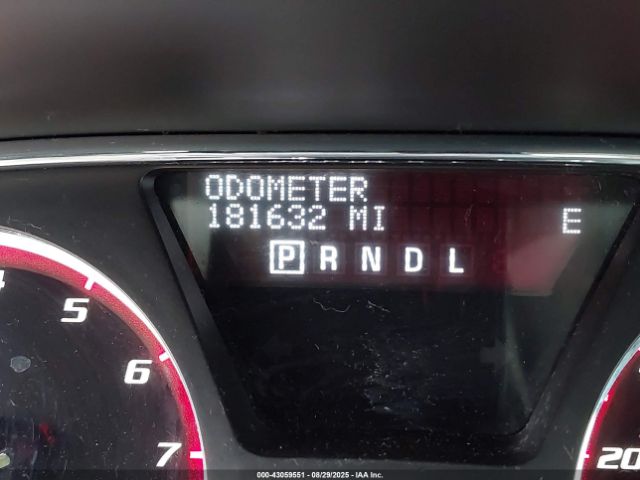 ODOMETER
181632 MI E
P R N D L
5
6
7
20
000-43059551 - 08/29/2025 - IAA Inc.